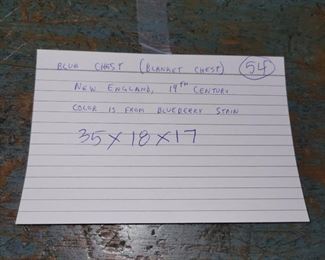 BLUE CHEST (BLANKET CHEST) 54
NEW ENGLAND, 19TH CENTURY
COLOR IS FROM BLUEBERRY STAIN
35 X 18 X 17